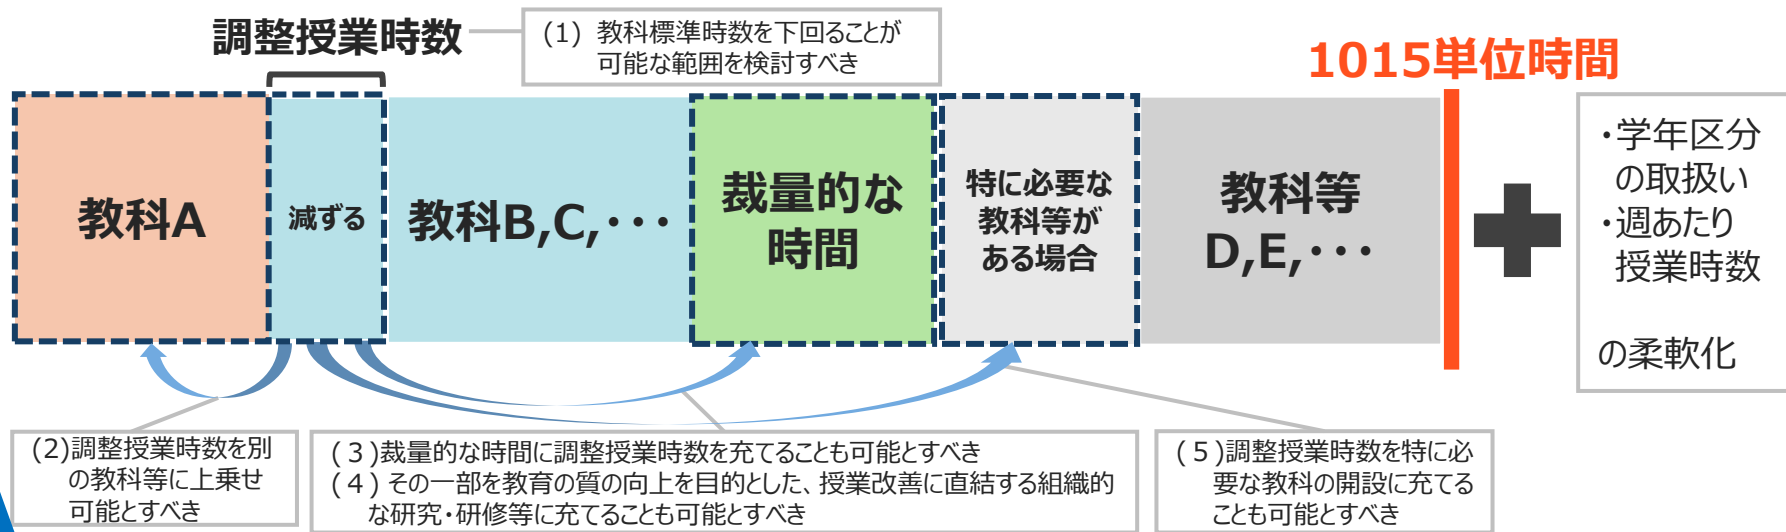 調整授業時数
(1) 教科標準時数を下回ることが
可能な範囲を検討すべき
1015単位時間
教科A
減ずる
教科B,C,・・・
裁量的な
時間
特に必要な
教科等が
ある場合
教科等
D,E,・・・
・学年区分
の取扱い
・週あたり
授業時数
の柔軟化
(2)調整授業時数を別
の教科等に上乗せ
可能とすべき
(３)裁量的な時間に調整授業時数を充てることも可能とすべき
(４) その一部を教育の質の向上を目的とした、授業改善に直結する組織的
な研究・研修等に充てることも可能とすべき
(５)調整授業時数を特に必
要な教科の開設に充てる
ことも可能とすべき